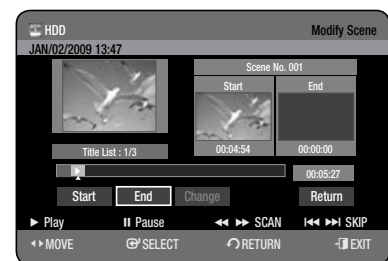 HDD Modify Scene
JAN/02/2009 13:47
Scene No. 001
Start End
Title List : 1/3 00:04:54 00:00:00
00:05:27
Start End Change Return
► Play II Pause ◄◄ ►► SCAN I◄◄ ►►I SKIP
◄► MOVE SELECT RETURN EXIT